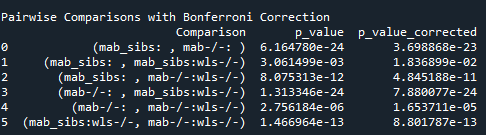 Pairwise Comparisons with Bonferroni Correction
Comparison p_value p_value_corrected
0 (mab_sibs: , mab-/-: ) 6.164780e-24 3.698868e-23
1 (mab_sibs: , mab_sibs:wls-/-) 3.061499e-03 1.836899e-02
2 (mab_sibs: , mab-/-:wls-/-) 8.075313e-12 4.845188e-11
3 (mab-/-: , mab_sibs:wls-/-) 1.313346e-24 7.880077e-24
4 (mab-/-: , mab-/-:wls-/-) 2.756184e-06 1.653711e-05
5 (mab_sibs:wls-/-, mab-/-:wls-/-) 1.466964e-13 8.801787e-13